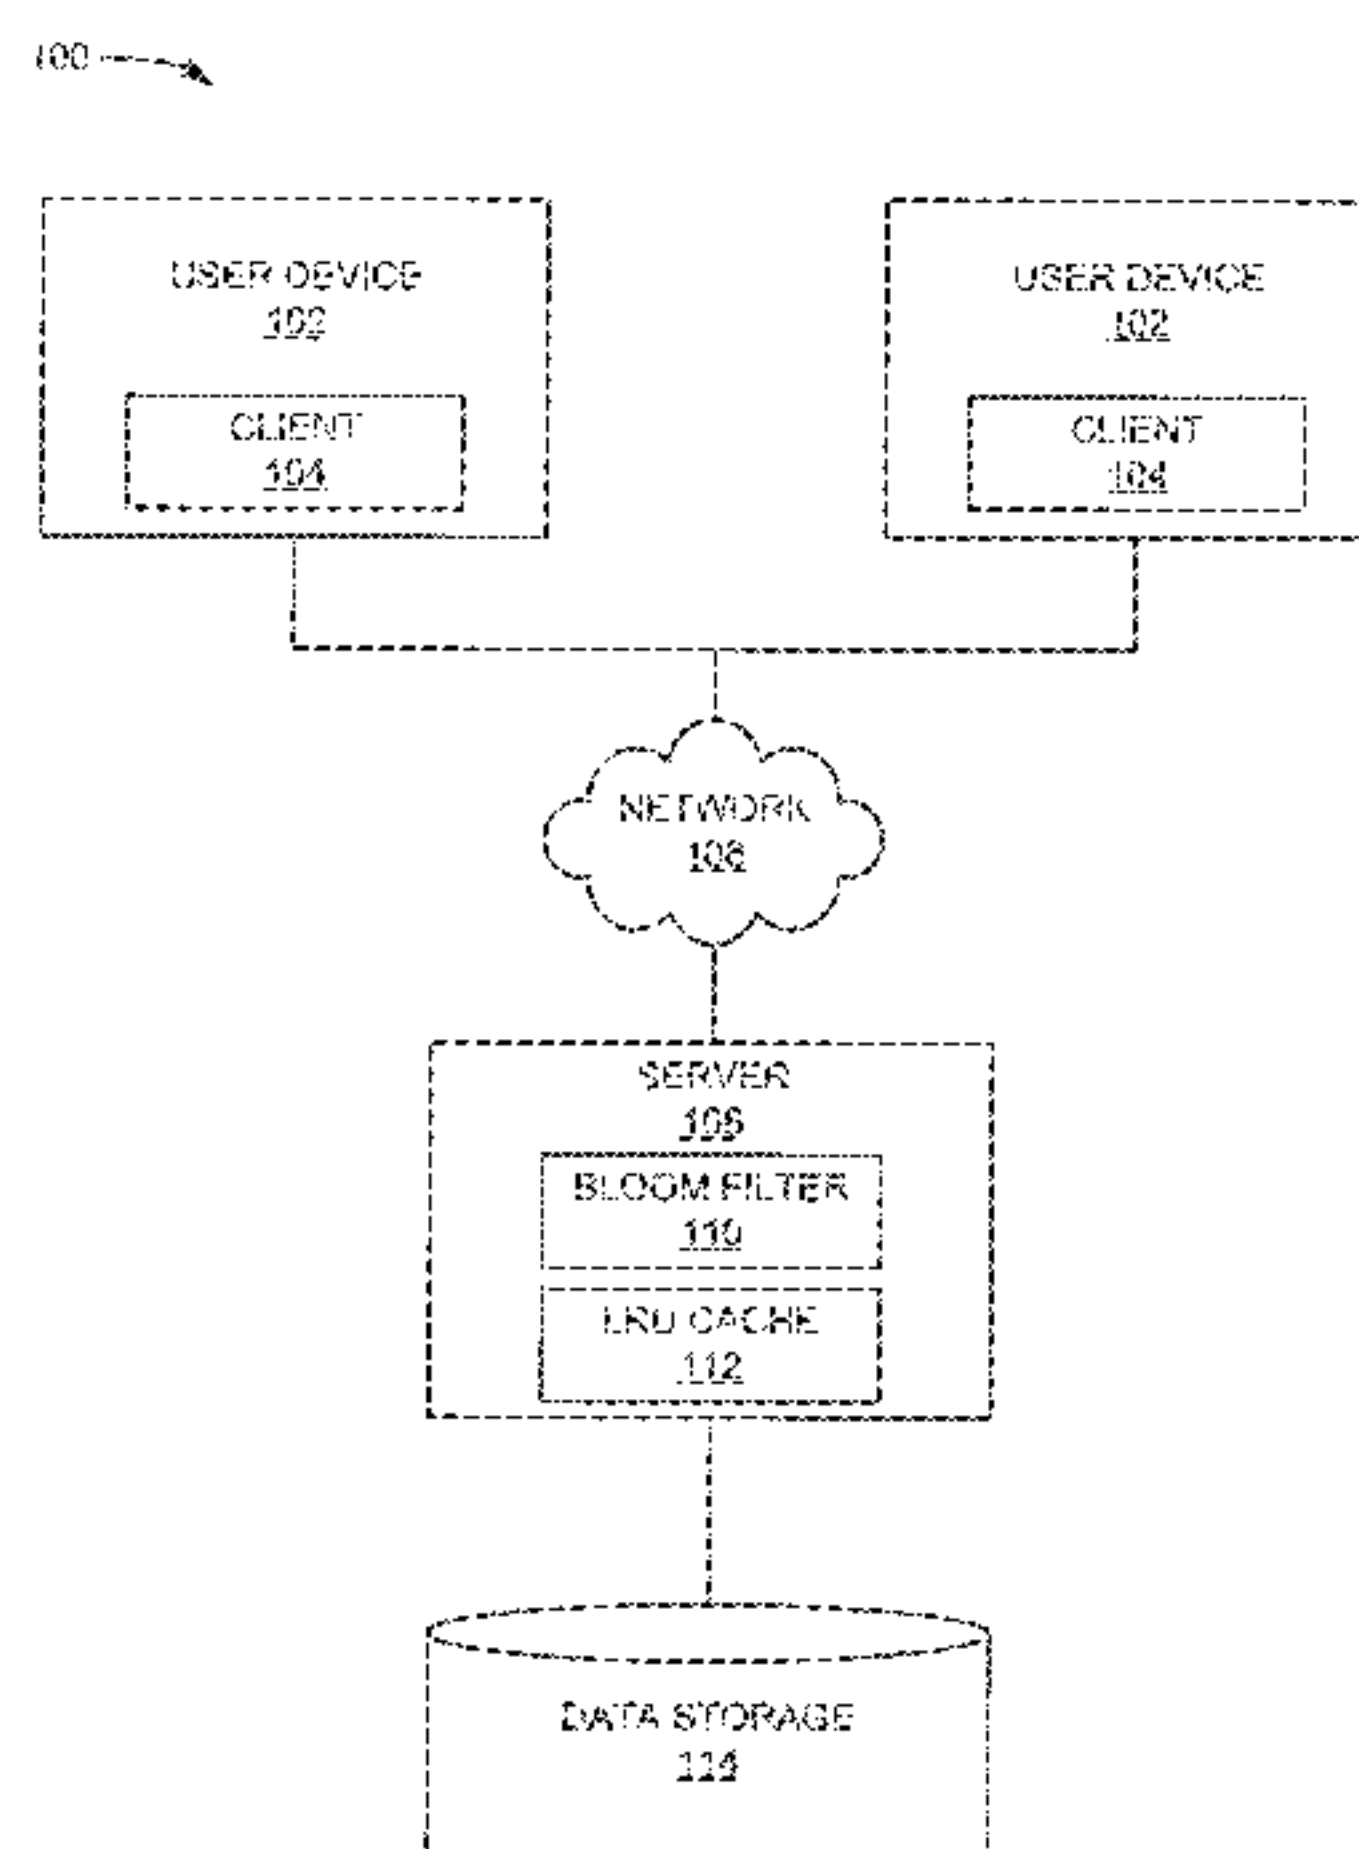 100
USER DEVICE
102
USER DEVICE
102
CLIENT
104
CLIENT
104
NETWORK
108
SERVER
106
BLOOM FILTER
110
LRU CACHE
112
DATA STORAGE
114